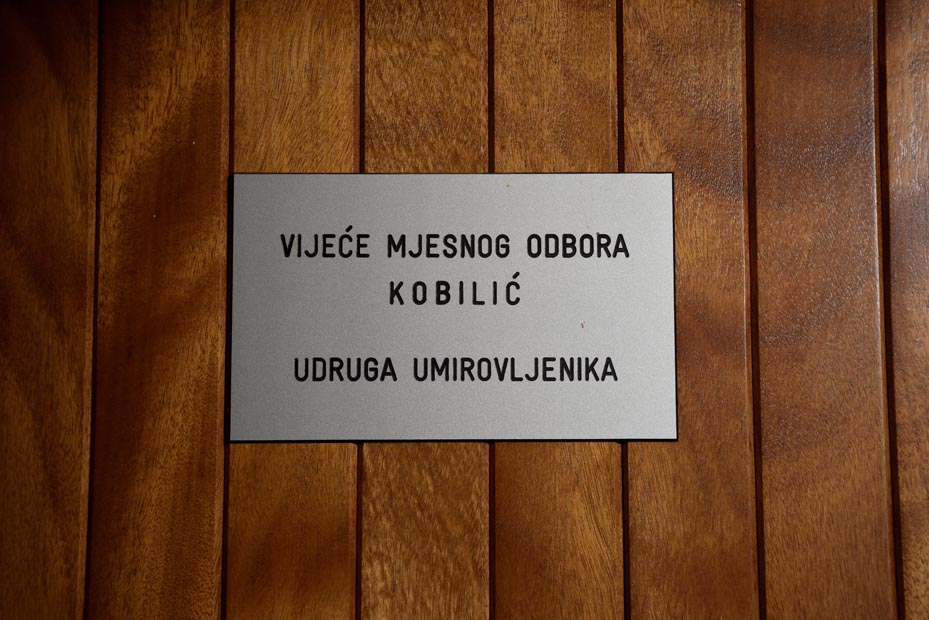 VIJEĆE MJESNOG ODBORA
KOBILIĆ
UDRUGA UMIROVLJENIKA